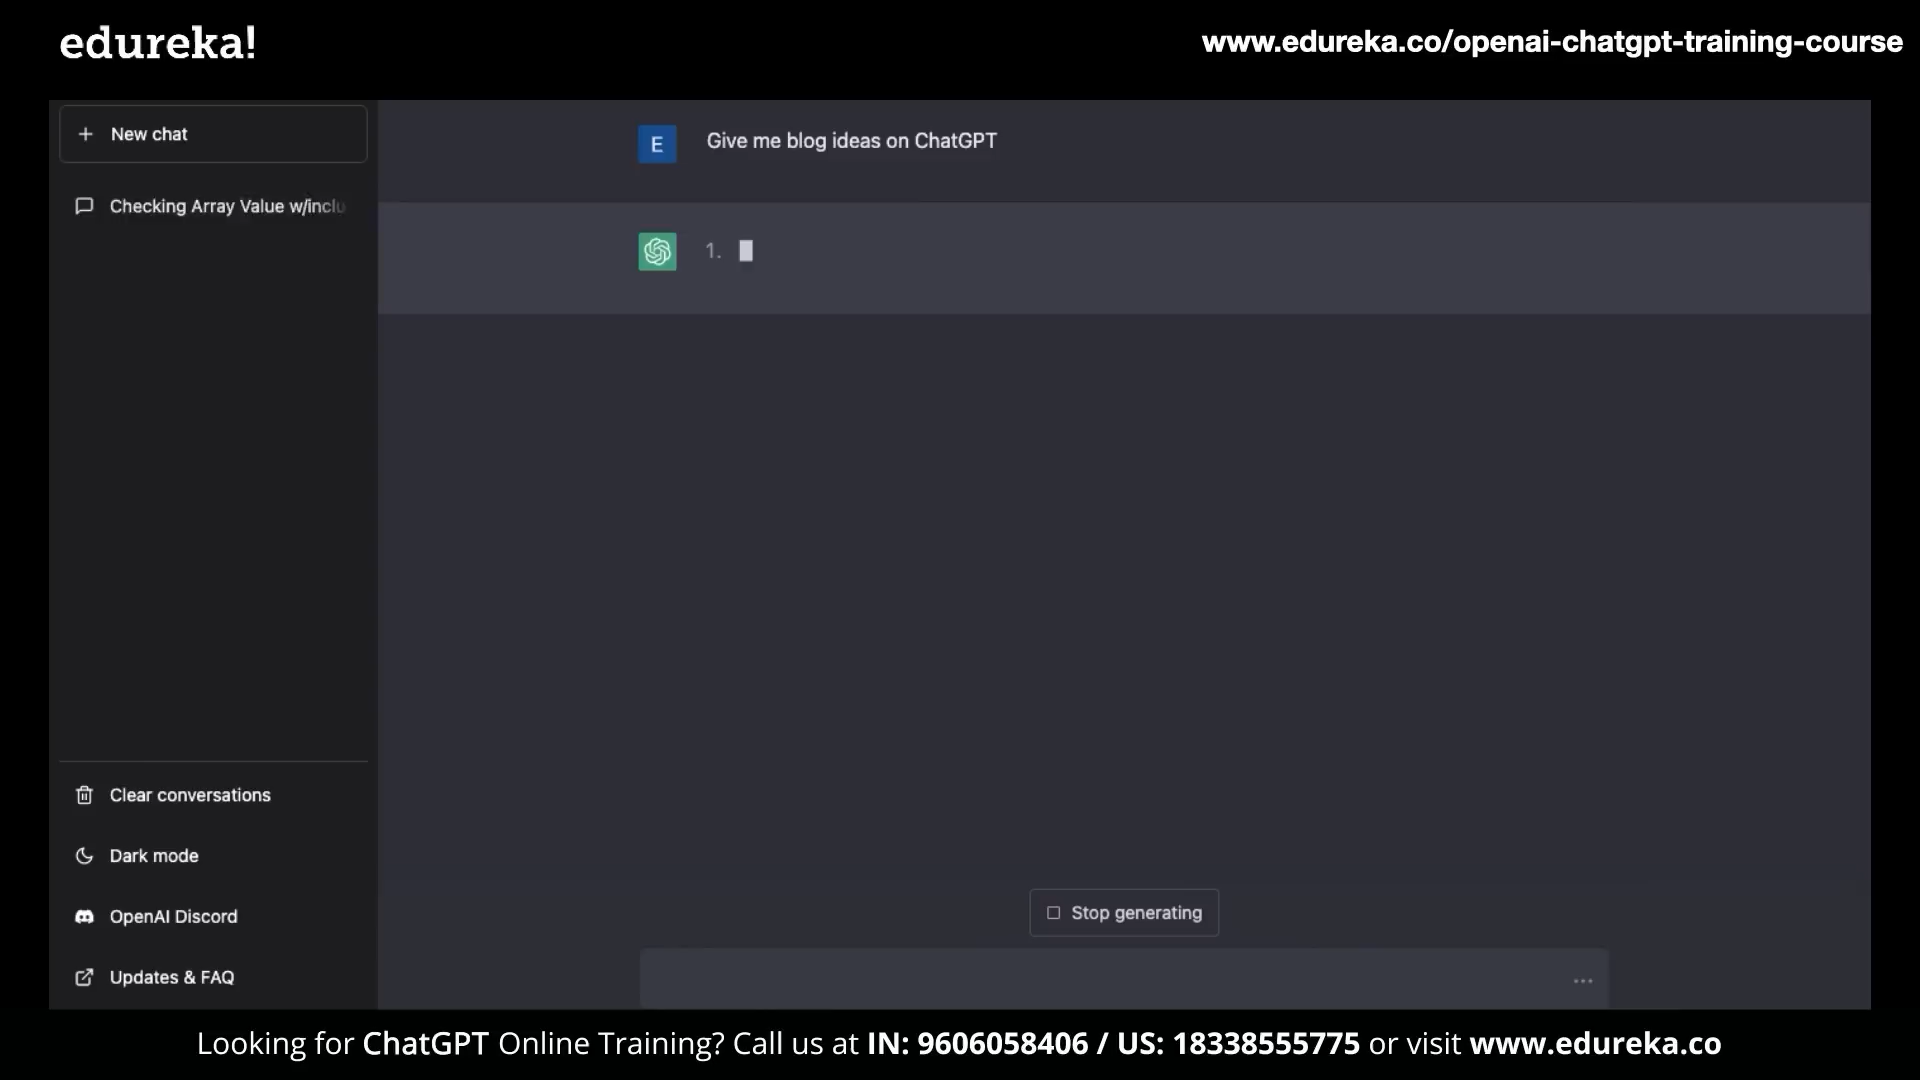 edureka!
www.edureka.co/openai-chatgpt-training-course
+ New chat
Checking Array Value w/inclu
E
Give me blog ideas on ChatGPT
1.
Clear conversations
Dark mode
OpenAI Discord
Updates & FAQ
Stop generating
...
Looking for ChatGPT Online Training? Call us at IN: 9606058406 / US: 18338555775 or visit www.edureka.co